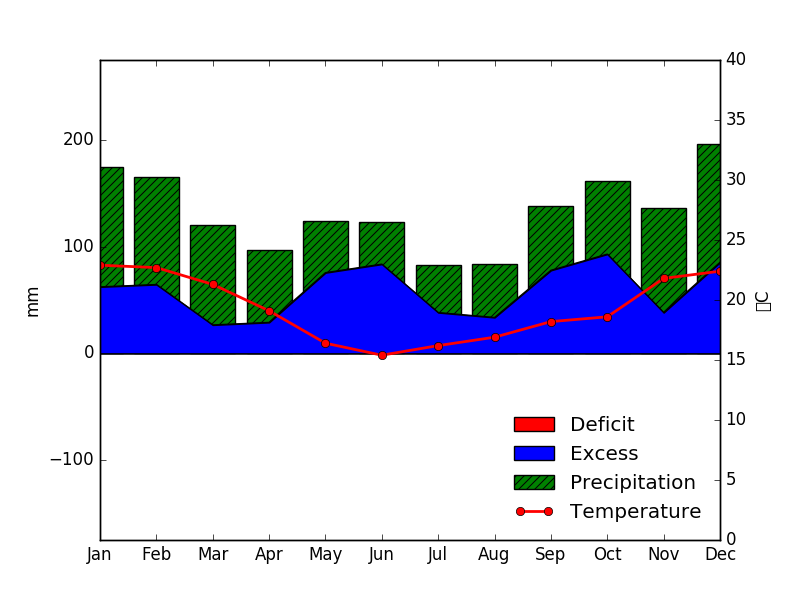 200
100
0
−100
mm
40
35
30
25
20
15
10
5
0
C
Deficit
Excess
Precipitation
Temperature
Jan Feb Mar Apr May Jun Jul Aug Sep Oct Nov Dec